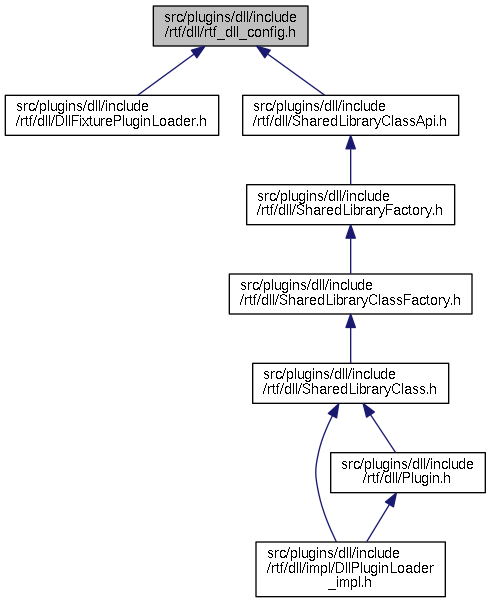 src/plugins/dll/include
/rtf/dll/rtf_dll_config.h
src/plugins/dll/include
/rtf/dll/DllFixturePluginLoader.h
src/plugins/dll/include
/rtf/dll/SharedLibraryClassApi.h
src/plugins/dll/include
/rtf/dll/SharedLibraryFactory.h
src/plugins/dll/include
/rtf/dll/SharedLibraryClassFactory.h
src/plugins/dll/include
/rtf/dll/SharedLibraryClass.h
src/plugins/dll/include
/rtf/dll/Plugin.h
src/plugins/dll/include
/rtf/dll/impl/DllPluginLoader
_impl.h